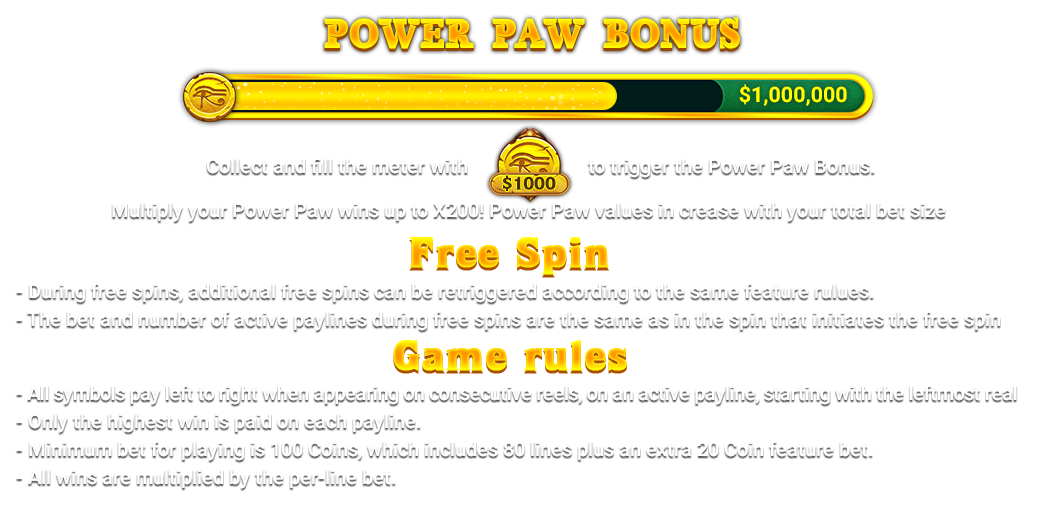 POWER PAW BONUS
$1,000,000
Collect and fill the meter with $1000 to trigger the Power Paw Bonus.
Multiply your Power Paw wins up to X200! Power Paw values in crease with your total bet size
Free Spin
- During free spins, additional free spins can be retriggered according to the same feature rulues.
- The bet and number of active paylines during free spins are the same as in the spin that initiates the free spin
Game rules
- All symbols pay left to right when appearing on consecutive reels, on an active payline, starting with the leftmost real
- Only the highest win is paid on each payline.
- Minimum bet for playing is 100 Coins, which includes 80 lines plus an extra 20 Coin feature bet.
- All wins are multiplied by the per-line bet.